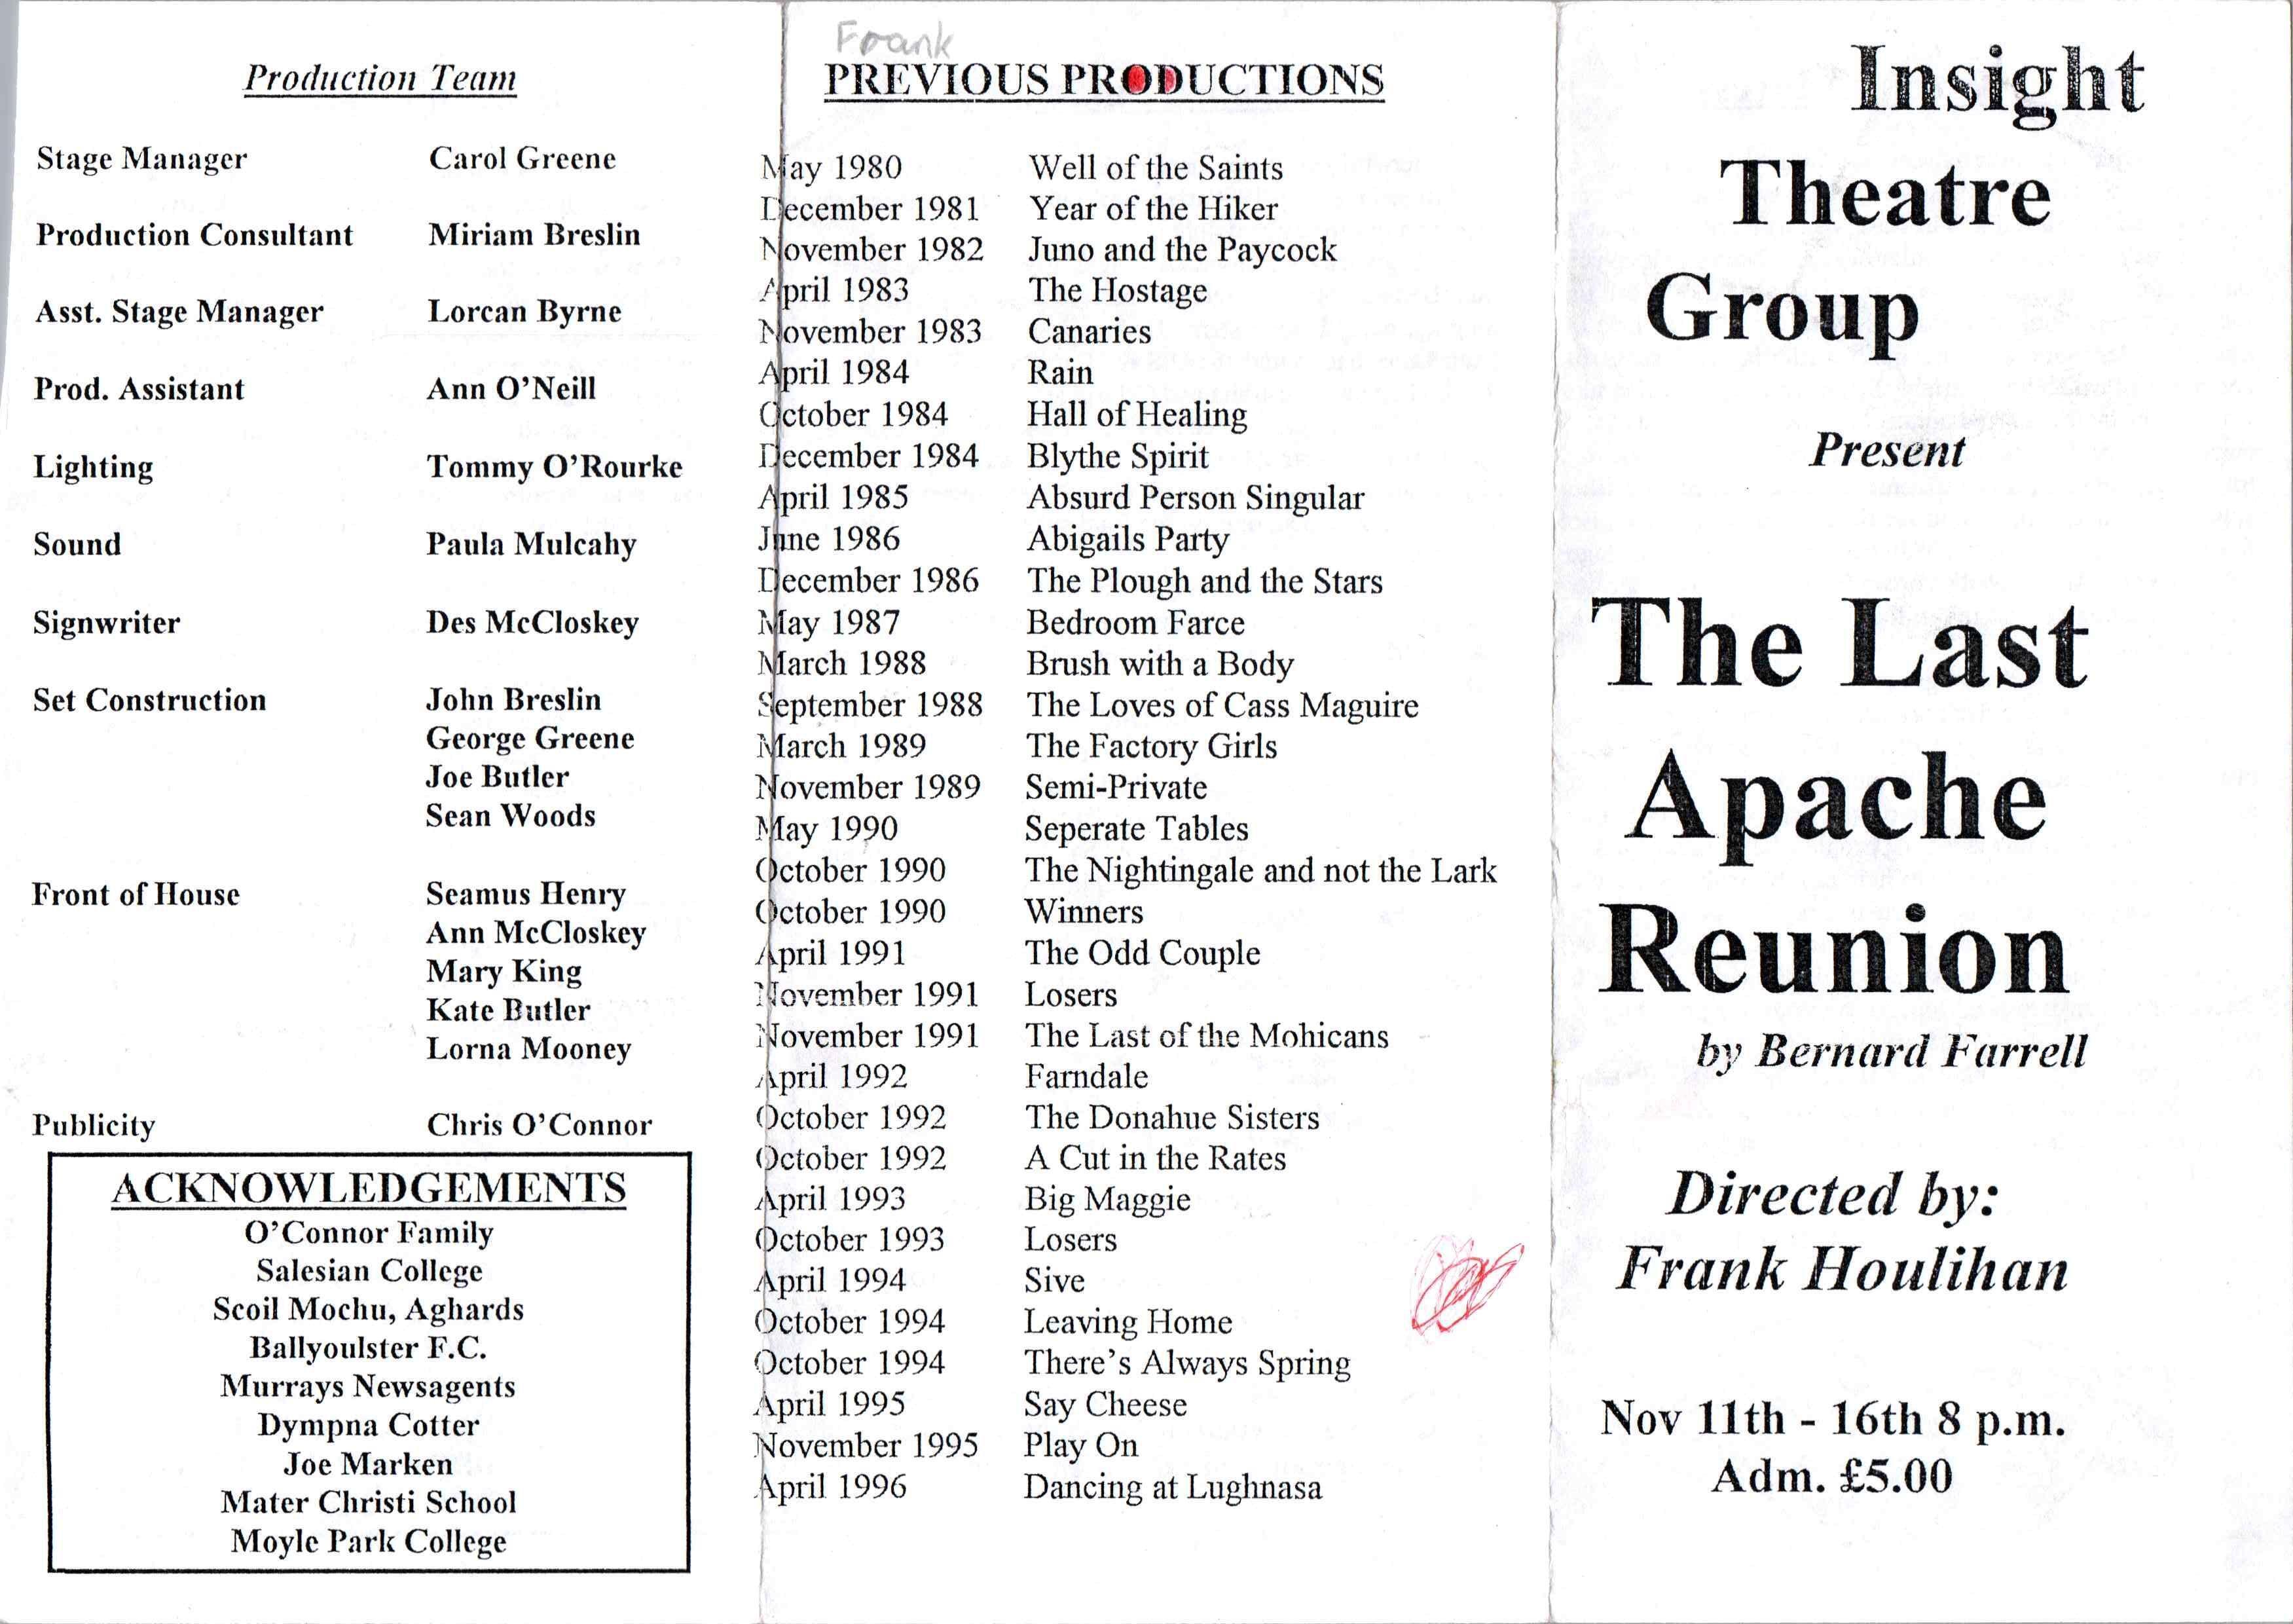 Production Team
Stage Manager Carol Greene
Production Consultant Miriam Breslin
Asst. Stage Manager Lorcan Byrne
Prod. Assistant Ann O'Neill
Lighting Tommy O'Rourke
Sound Paula Mulcahy
Signwriter Des McCloskey
Set Construction John Breslin
George Greene
Joe Butler
Sean Woods
Front of House Seamus Henry
Ann McCloskey
Mary King
Kate Butler
Lorna Mooney
Publicity Chris O'Connor
ACKNOWLEDGEMENTS
O'Connor Family
Salesian College
Scoil Mochu, Aghards
Ballyoulster F.C.
Murrays Newsagents
Dympna Cotter
Joe Marken
Mater Christi School
Moyle Park College
Frank
PREVIOUS PRODUCTIONS
May 1980 Well of the Saints
December 1981 Year of the Hiker
November 1982 Juno and the Paycock
April 1983 The Hostage
November 1983 Canaries
April 1984 Rain
October 1984 Hall of Healing
December 1984 Blythe Spirit
April 1985 Absurd Person Singular
June 1986 Abigails Party
December 1986 The Plough and the Stars
May 1987 Bedroom Farce
March 1988 Brush with a Body
September 1988 The Loves of Cass Maguire
March 1989 The Factory Girls
November 1989 Semi-Private
May 1990 Seperate Tables
October 1990 The Nightingale and not the Lark
October 1990 Winners
April 1991 The Odd Couple
November 1991 Losers
November 1991 The Last of the Mohicans
April 1992 Farndale
October 1992 The Donahue Sisters
October 1992 A Cut in the Rates
April 1993 Big Maggie
October 1993 Losers
April 1994 Sive
October 1994 Leaving Home
October 1994 There's Always Spring
April 1995 Say Cheese
November 1995 Play On
April 1996 Dancing at Lughnasa
Insight
Theatre
Group
Present
The Last
Apache
Reunion
by Bernard Farrell
Directed by:
Frank Houlihan
Nov 11th - 16th 8 p.m.
Adm. £5.00